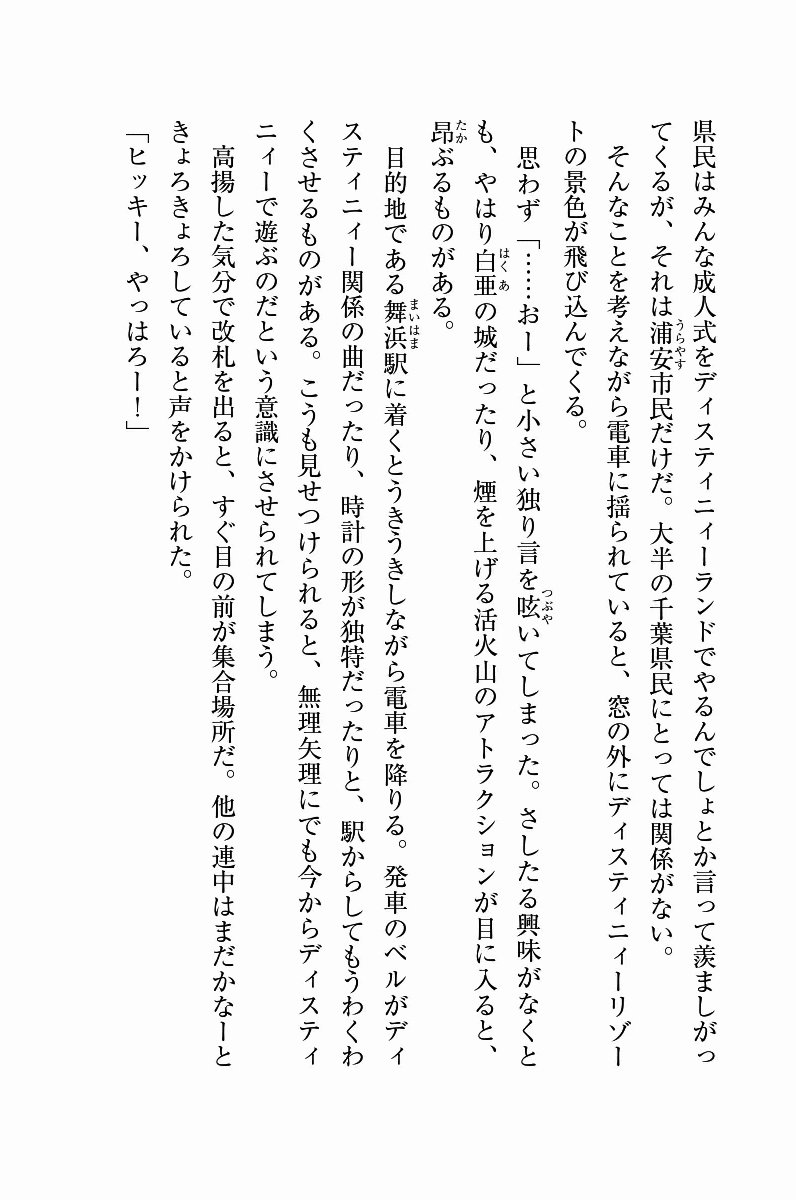 県民はみんな成人式をディスティニィーランドでやるんでしょとか言って羨ましがっ
てくるが、それは浦安市民だけだ。大半の千葉県民にとっては関係がない。
そんなことを考えながら電車に揺られていると、窓の外にディスティニィーリゾー
トの景色が飛び込んでくる。
思わず「……おー」と小さい独り言を呟いてしまった。さしたる興味がなくと
も、やはり白亜の城だったり、煙を上げる活火山のアトラクションが目に入ると、
昂ぶるものがある。
目的地である舞浜駅に着くとうきうきしながら電車を降りる。発車のベルがディ
スティニィー関係の曲だったり、時計の形が独特だったりと、駅からしてもうわくわ
くさせるものがある。こうも見せつけられると、無理矢理にでも今からディスティ
ニィーで遊ぶのだという意識にさせられてしまう。
高揚した気分で改札を出ると、すぐ目の前が集合場所だ。他の連中はまだかなーと
きょろきょろしていると声をかけられた。
「ヒッキー、やっはろー！」